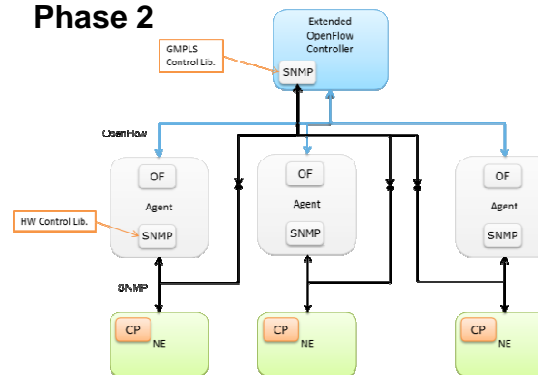 Phase 2
Extended
OpenFlow
Controller
GMPLS
Control Lib.
SNMP
OpenFlow
OF
OF
OF
Agent
Agent
Agent
HW Control Lib.
SNMP
SNMP
SNMP
SNMP
CP
NE
CP
NE
CP
NE